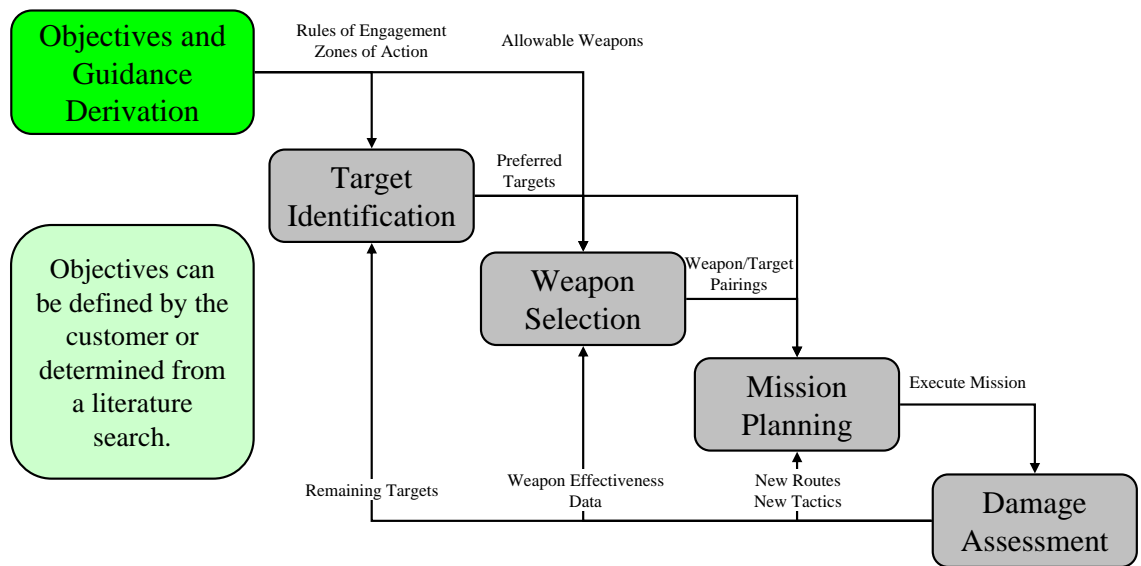 Objectives and
Guidance
Derivation
Rules of Engagement
Zones of Action
Allowable Weapons
Target
Identification
Preferred
Targets
Objectives can
be defined by the
customer or
determined from
a literature
search.
Weapon
Selection
Weapon/Target
Pairings
Mission
Planning
Execute Mission
Remaining Targets
Weapon Effectiveness
Data
New Routes
New Tactics
Damage
Assessment